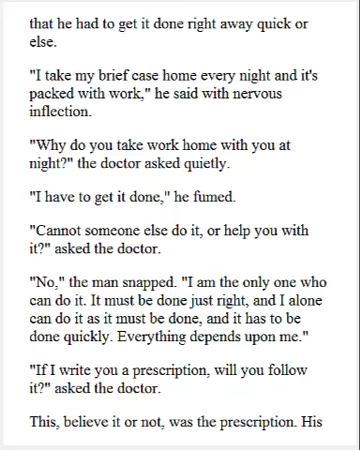 that he had to get it done right away quick or
else.
"I take my brief case home every night and it's
packed with work," he said with nervous
inflection.
"Why do you take work home with you at
night?" the doctor asked quietly.
"I have to get it done," he fumed.
"Cannot someone else do it, or help you with
it?" asked the doctor.
"No," the man snapped. "I am the only one who
can do it. It must be done just right, and I alone
can do it as it must be done, and it has to be
done quickly. Everything depends upon me."
"If I write you a prescription, will you follow
it?" asked the doctor.
This, believe it or not, was the prescription. His